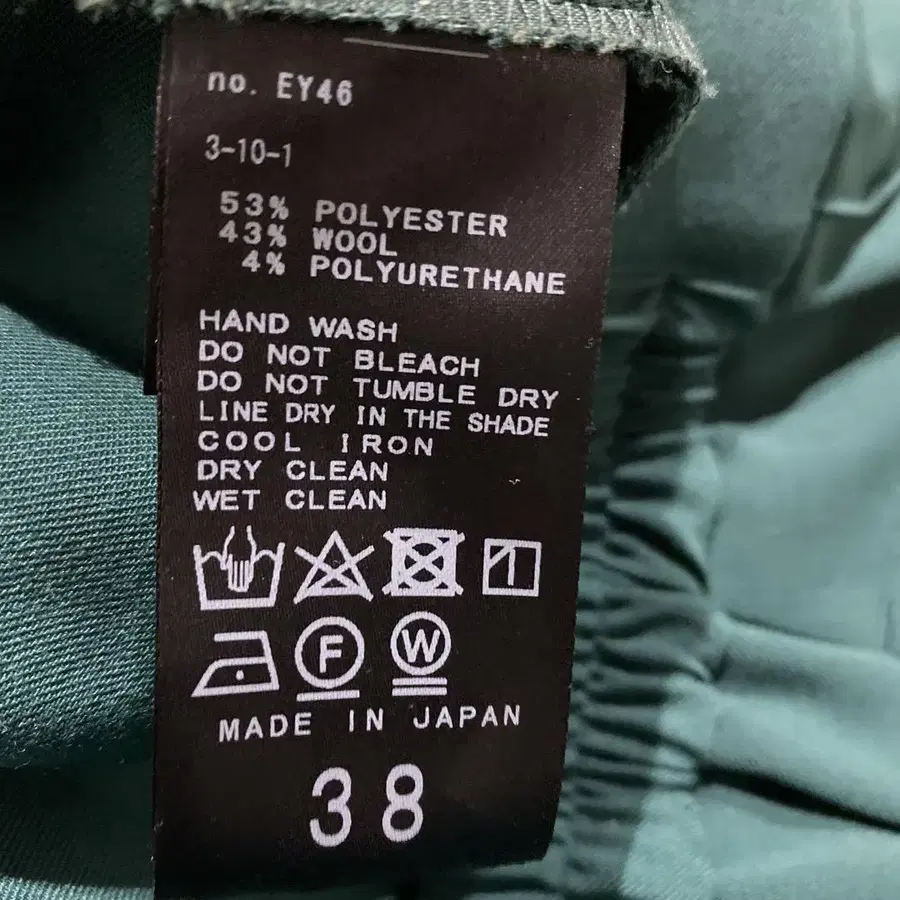 no. EY46
3-10-1
53% POLYESTER
43% WOOL
4% POLYURETHANE
HAND WASH
DO NOT BLEACH
DO NOT TUMBLE DRY
LINE DRY IN THE SHADE
COOL IRON
DRY CLEAN
WET CLEAN
F W
MADE IN JAPAN
38